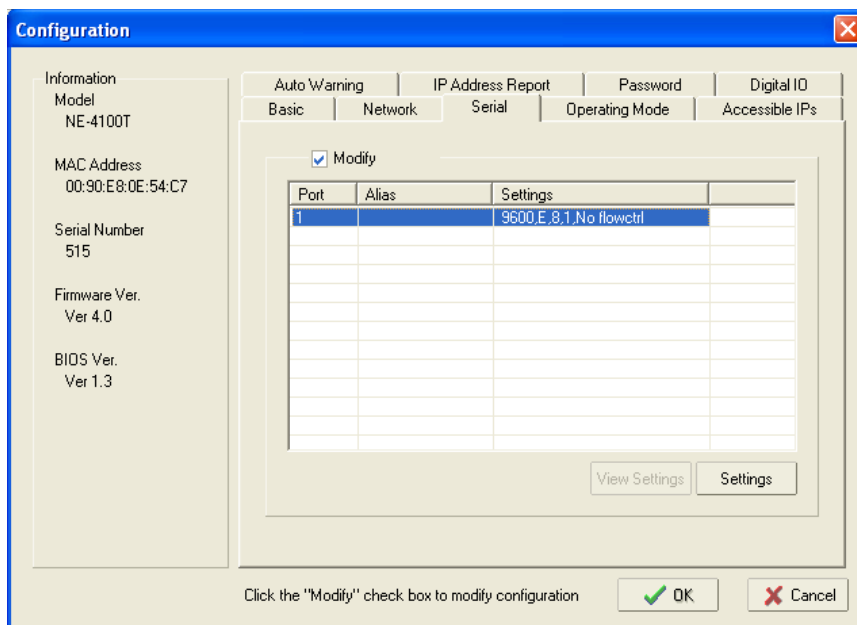 Configuration
Information
Model
NE-4100T
MAC Address
00:90:E8:0E:54:C7
Serial Number
515
Firmware Ver.
Ver 4.0
BIOS Ver.
Ver 1.3
Auto Warning IP Address Report Password Digital IO
Basic Network Serial Operating Mode Accessible IPs
Modify
Port Alias Settings
1 9600,E,8,1,No flowctrl
View Settings Settings
Click the "Modify" check box to modify configuration OK Cancel